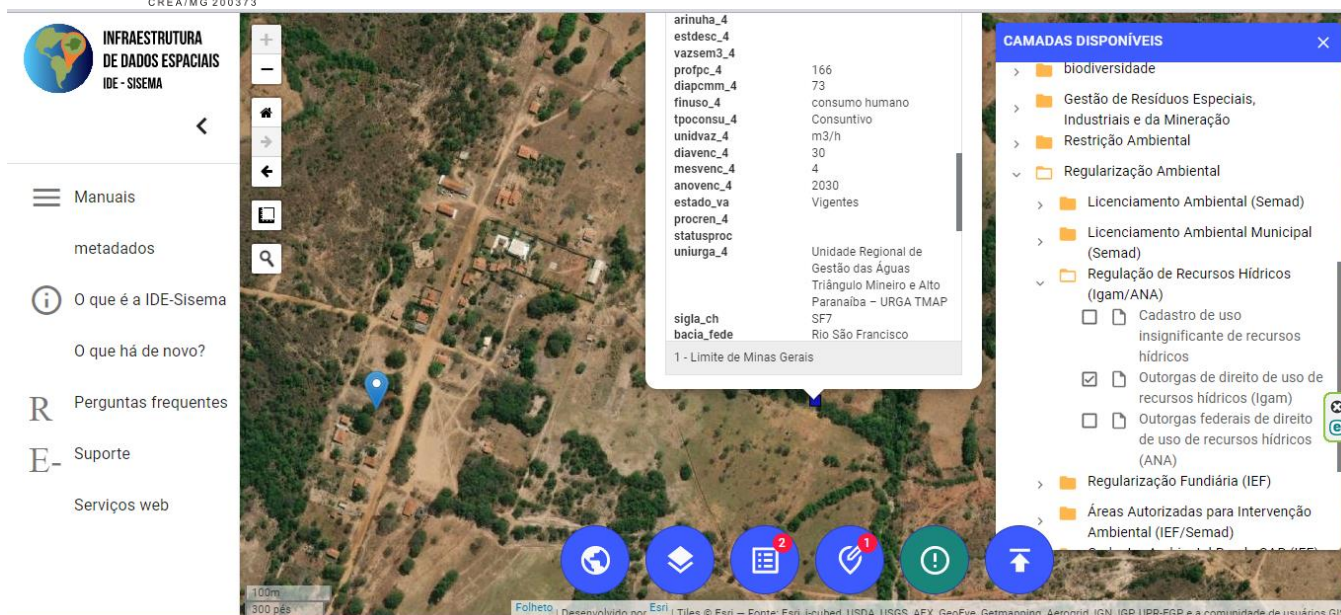 CREA/MG 200373
INFRAESTRUTURA
DE DADOS ESPACIAIS
IDE - SISEMA
Manuais
metadados
O que é a IDE-Sisema
O que há de novo?
R Perguntas frequentes
E- Suporte
Serviços web
arinuha_4
estdesc_4
vazsem3_4
profpc_4 166
diapcmm_4 73
finuso_4 consumo humano
tpoconsu_4 Consuntivo
unidvaz_4 m3/h
diavenc_4 30
mesvenc_4 4
anovenc_4 2030
estado_va Vigentes
procren_4
statusproc
uniurga_4 Unidade Regional de
Gestão das Águas
Triângulo Mineiro e Alto
Paranaíba – URGA TMAP
sigla_ch SF7
bacia_fede Rio São Francisco
1 - Limite de Minas Gerais
CAMADAS DISPONÍVEIS
biodiversidade
Gestão de Resíduos Especiais,
Industriais e da Mineração
Restrição Ambiental
Regularização Ambiental
Licenciamento Ambiental (Semad)
Licenciamento Ambiental Municipal
(Semad)
Regulação de Recursos Hídricos
(Igam/ANA)
Cadastro de uso
insignificante de recursos
hídricos
Outorgas de direito de uso de
recursos hídricos (Igam)
Outorgas federais de direito
de uso de recursos hídricos
(ANA)
Regularização Fundiária (IEF)
Áreas Autorizadas para Intervenção
Ambiental (IEF/Semad)
2
1
100m
300 pés
Folheto | Desenvolvido por Esri | Tiles © Esri — Fonte: Esri, i-cubed, USDA, USGS, AEX, GeoEye, Getmapping, Aerogrid, IGN, IGP, UPR-EGP e a comunidade de usuários